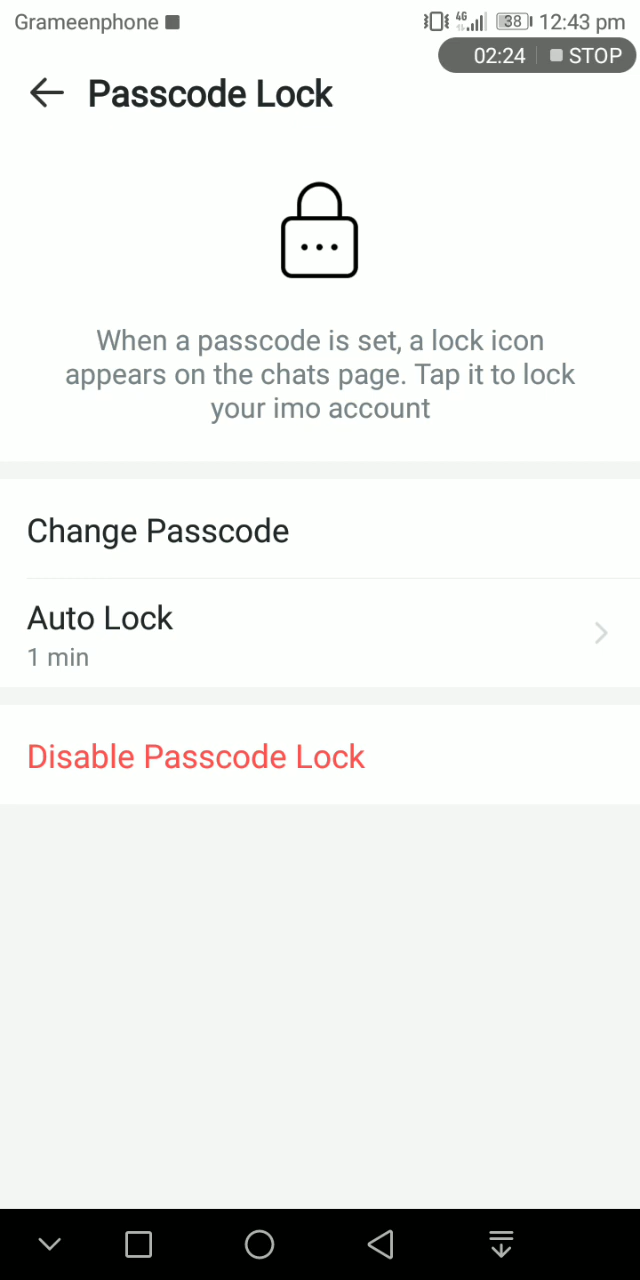 Grameenphone
4G 38 12:43 pm
02:24 STOP
Passcode Lock
When a passcode is set, a lock icon
appears on the chats page. Tap it to lock
your imo account
Change Passcode
Auto Lock
1 min
Disable Passcode Lock